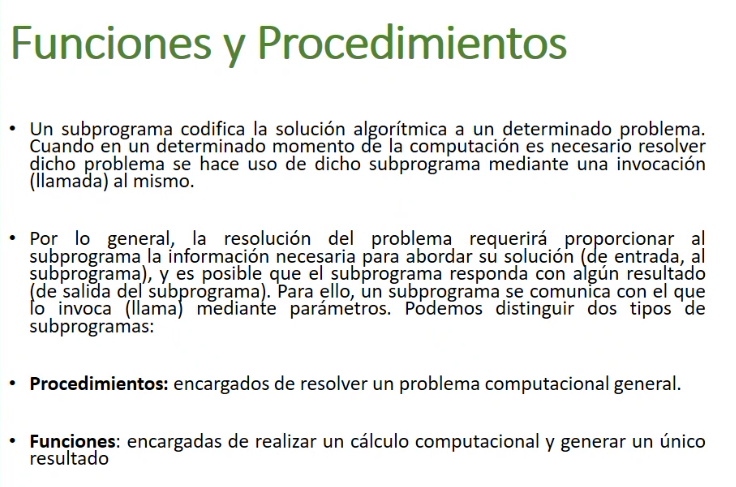 Funciones y Procedimientos
• Un subprograma codifica la solución algorítmica a un determinado problema.
Cuando en un determinado momento de la computación es necesario resolver
dicho problema se hace uso de dicho subprograma mediante una invocación
(llamada) al mismo.
• Por lo general, la resolución del problema requerirá proporcionar al
subprograma la información necesaria para abordar su solución (de entrada, al
subprograma), y es posible que el subprograma responda con algún resultado
(de salida del subprograma). Para ello, un subprograma se comunica con el que
lo invoca (llama) mediante parámetros. Podemos distinguir dos tipos de
subprogramas:
• Procedimientos: encargados de resolver un problema computacional general.
• Funciones: encargadas de realizar un cálculo computacional y generar un único
resultado